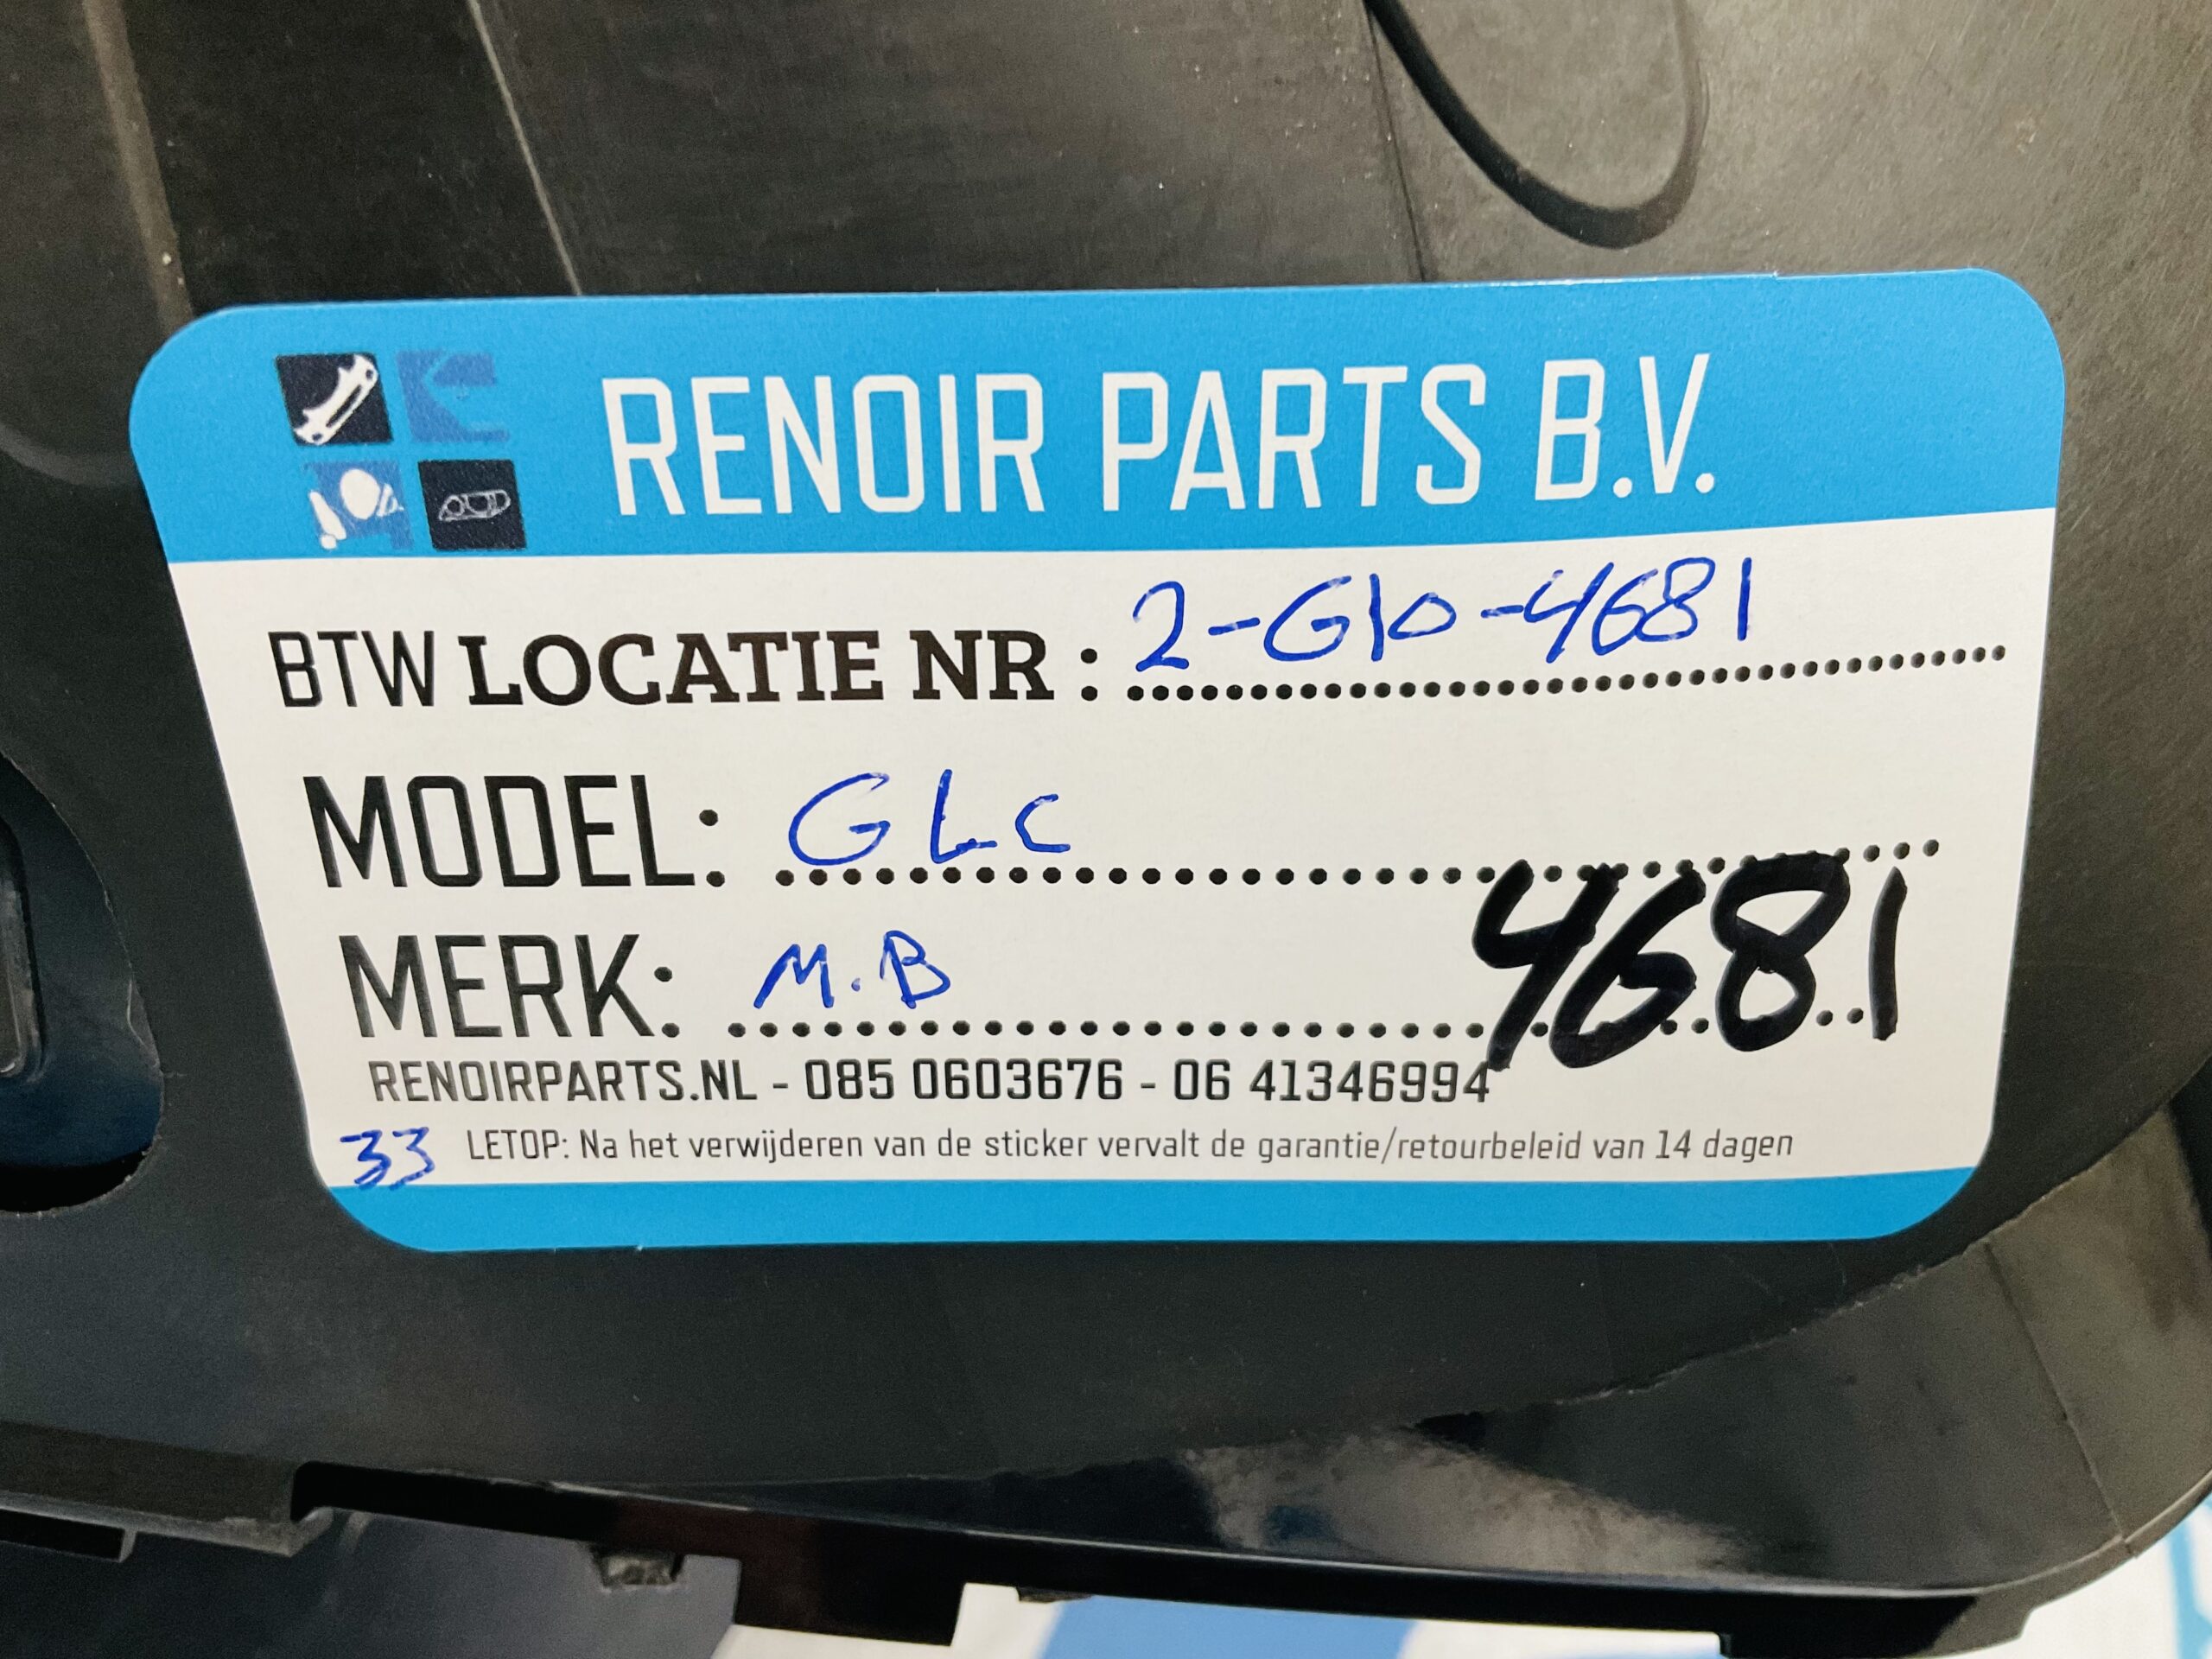 RENOIR PARTS B.V.
BTW LOCATIE NR : 2-G10-4681
MODEL: GLC
MERK: M.B
4681
RENOIRPARTS.NL - 085 0603676 - 06 41346994
33 LETOP: Na het verwijderen van de sticker vervalt de garantie/retourbeleid van 14 dagen